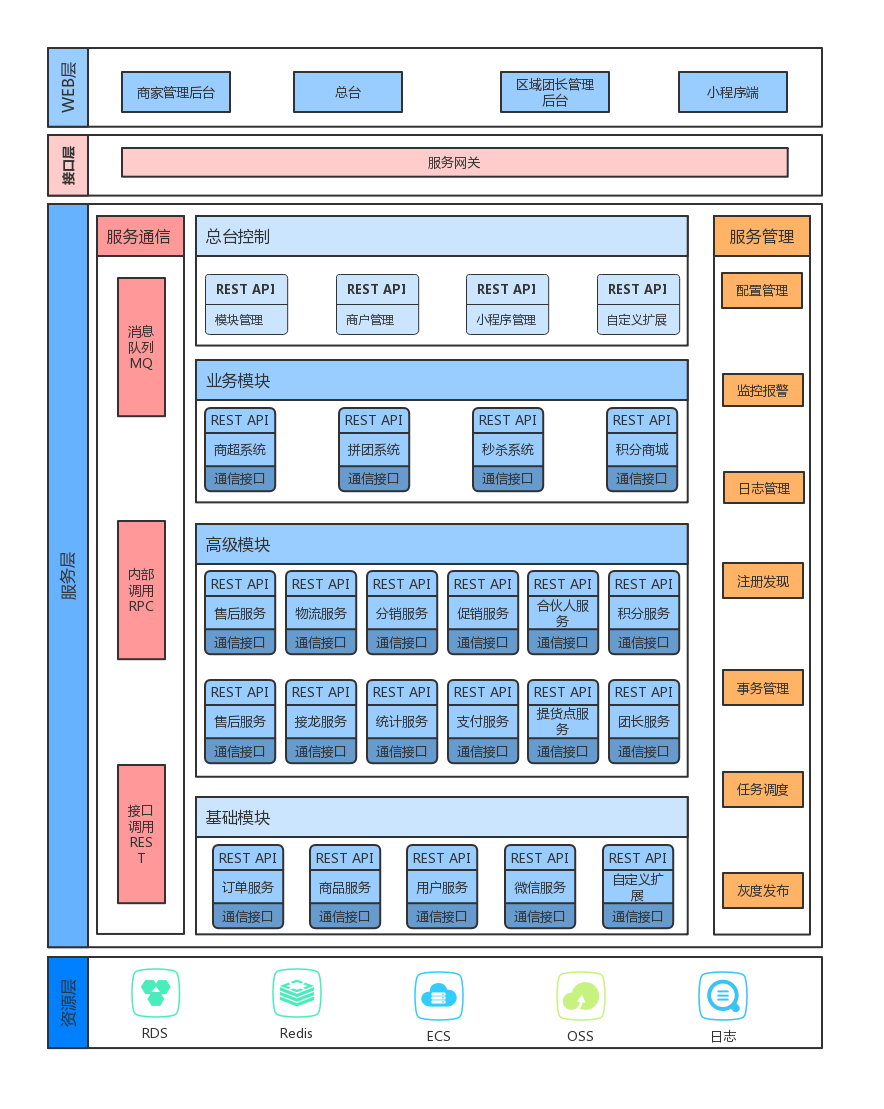 WEB层
商家管理后台
总台
区域团长管理
后台
小程序端
接口层
服务网关
服务层
服务通信
消息
队列
MQ
内部
调用
RPC
接口
调用
RES
T
总台控制
REST API
模块管理
REST API
商户管理
REST API
小程序管理
REST API
自定义扩展
业务模块
REST API
商超系统
通信接口
REST API
拼团系统
通信接口
REST API
秒杀系统
通信接口
REST API
积分商城
通信接口
高级模块
REST API
售后服务
通信接口
REST API
物流服务
通信接口
REST API
分销服务
通信接口
REST API
促销服务
通信接口
REST API
合伙人服
务
通信接口
REST API
积分服务
通信接口
REST API
售后服务
通信接口
REST API
接龙服务
通信接口
REST API
统计服务
通信接口
REST API
支付服务
通信接口
REST API
提货点服
务
通信接口
REST API
团长服务
通信接口
基础模块
REST API
订单服务
通信接口
REST API
商品服务
通信接口
REST API
用户服务
通信接口
REST API
微信服务
通信接口
REST API
自定义扩
展
通信接口
服务管理
配置管理
监控报警
日志管理
注册发现
事务管理
任务调度
灰度发布
资源层
RDS
Redis
ECS
OSS
日志